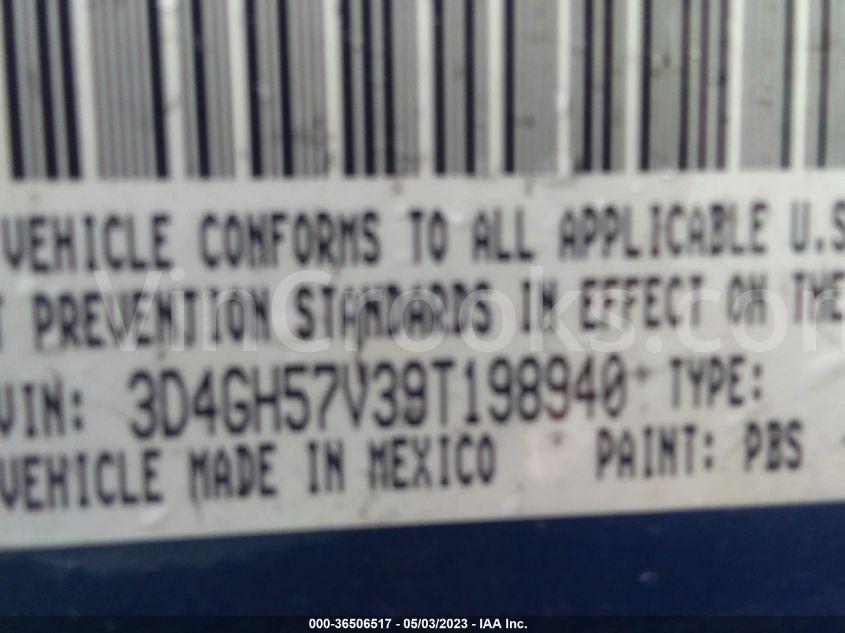 VEHICLE CONFORMS TO ALL APPLICABLE U.S
T PREVENTION STANDARDS IN EFFECT ON THE
VinCrooks.com
VIN: 3D4GH57V39T198940 TYPE:
VEHICLE MADE IN MEXICO PAINT: PBS
000-36506517 - 05/03/2023 - IAA Inc.